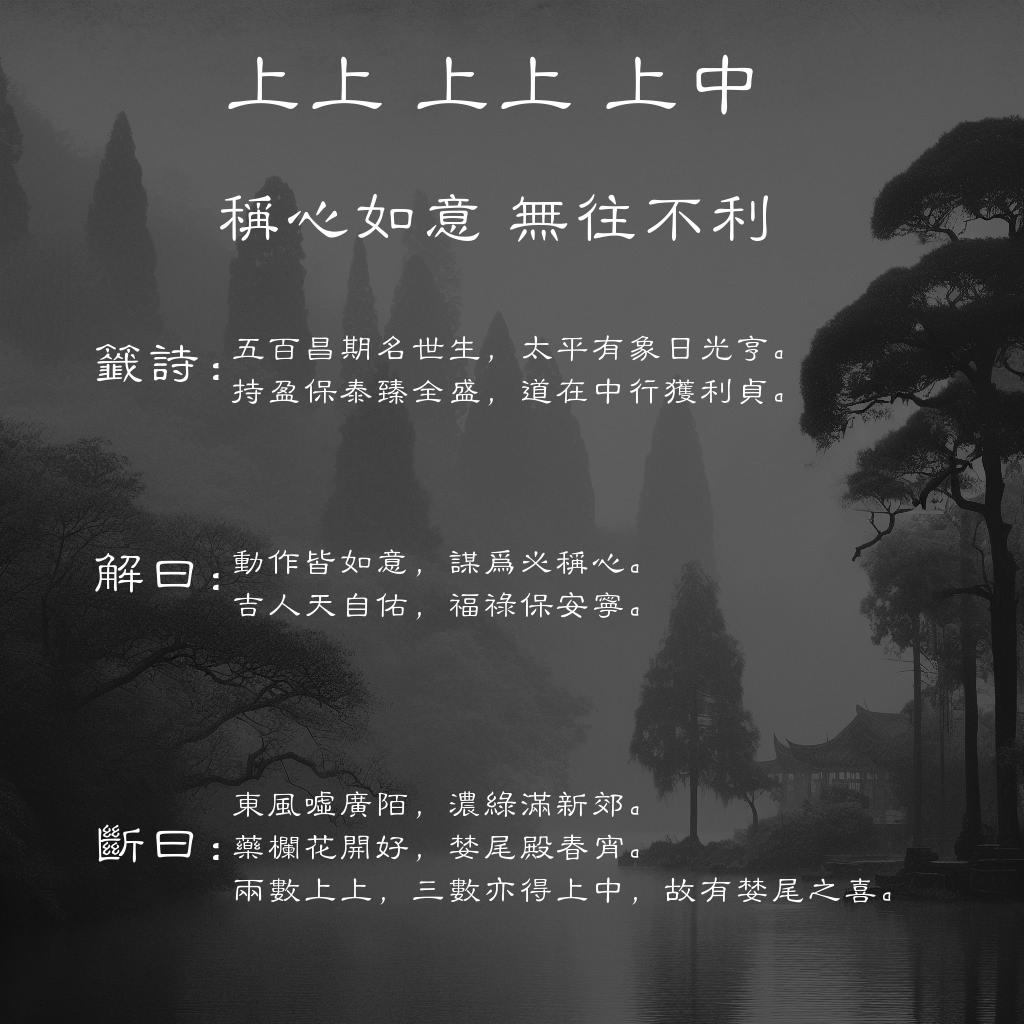 上上 上上 上中
稱心如意 無往不利
籤詩：
五百昌期名世生，太平有象日光亨。
持盈保泰臻全盛，道在中行獲利貞。
解曰：
動作皆如意，謀爲必稱心。
吉人天自佑，福祿保安寧。
斷曰：
東風噓廣陌，濃綠滿新郊。
藥欄花開好，婪尾殿春宵。
兩數上上，三數亦得上中，故有婪尾之喜。